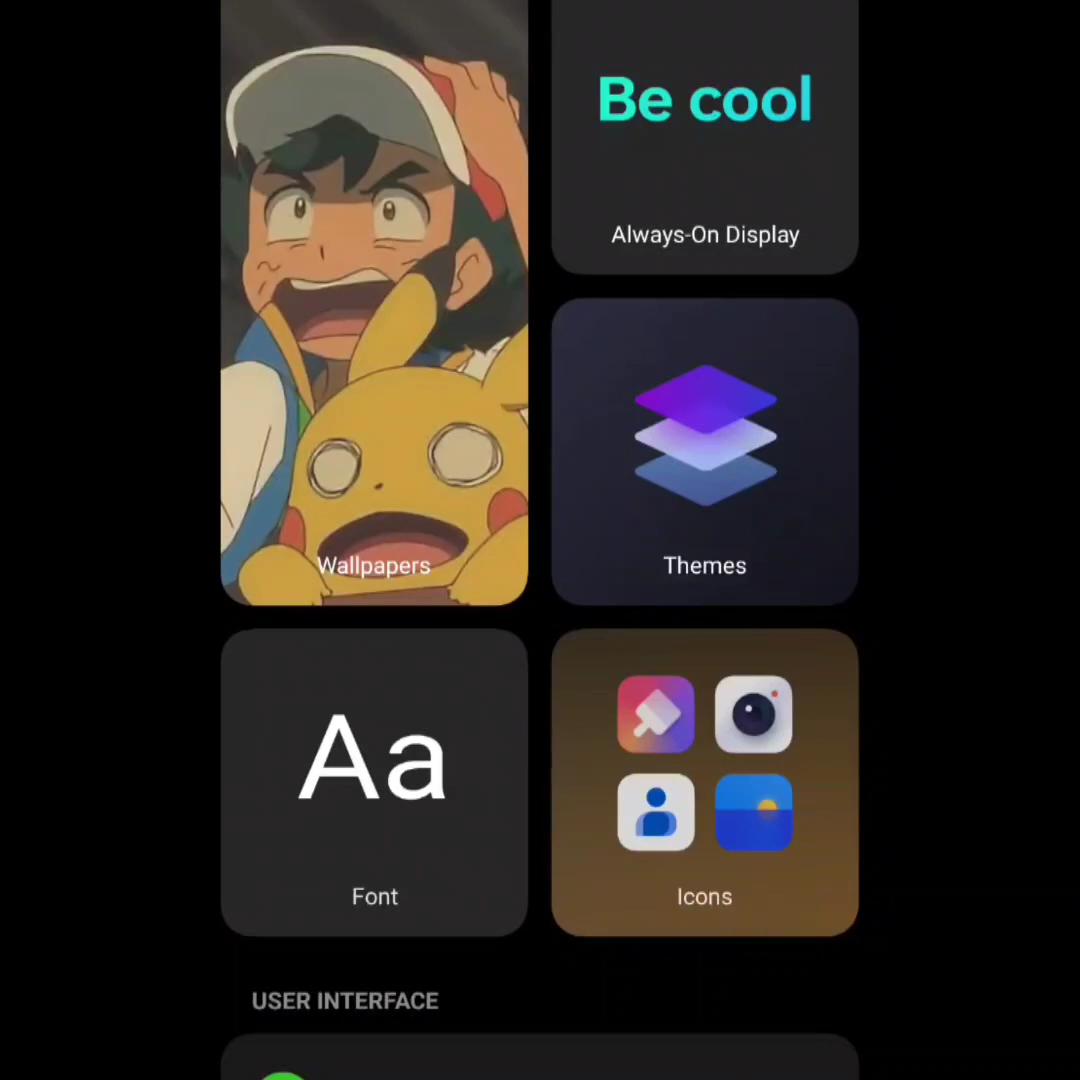 Be cool
Always-On Display
Wallpapers
Themes
Aa
Font
Icons
USER INTERFACE